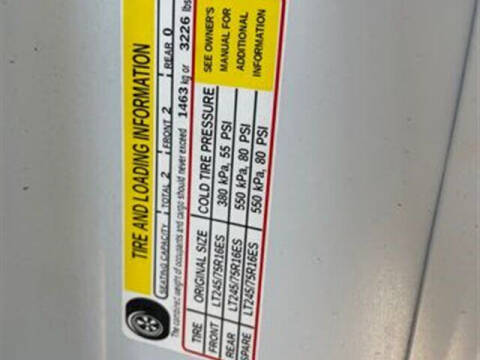 TIRE AND LOADING INFORMATION
SEATING CAPACITY TOTAL 2 FRONT 2 REAR 0
The combined weight of occupants and cargo should never exceed 1463 kg or 3226 lbs
TIRE ORIGINAL SIZE COLD TIRE PRESSURE
FRONT LT245/75R16ES 380 kPa, 55 PSI
REAR LT245/75R16ES 550 kPa, 80 PSI
SPARE LT245/75R16ES 550 kPa, 80 PSI
SEE OWNER'S
MANUAL FOR
ADDITIONAL
INFORMATION